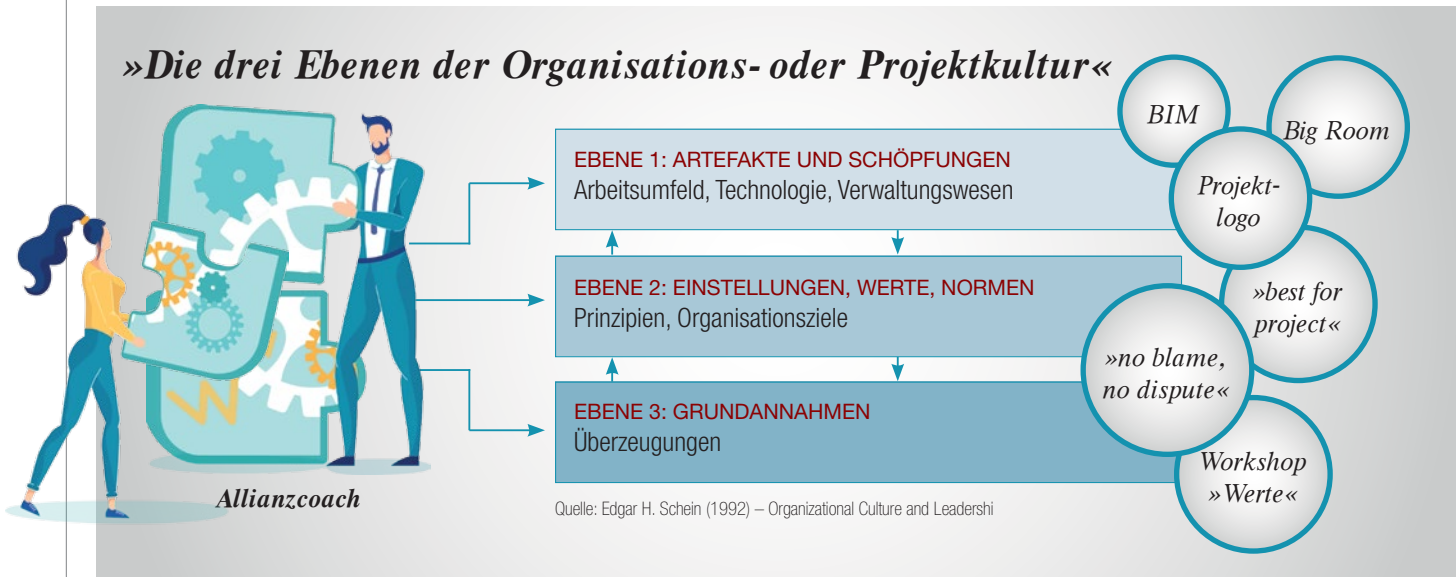 »Die drei Ebenen der Organisations- oder Projektkultur«
BIM
Big Room
Projekt-
logo
»best for
project«
»no blame,
no dispute«
Workshop
»Werte«
EBENE 1: ARTEFAKTE UND SCHÖPFUNGEN
Arbeitsumfeld, Technologie, Verwaltungswesen
EBENE 2: EINSTELLUNGEN, WERTE, NORMEN
Prinzipien, Organisationsziele
EBENE 3: GRUNDANNAHMEN
Überzeugungen
Allianzcoach
Quelle: Edgar H. Schein (1992) – Organizational Culture and Leadershi